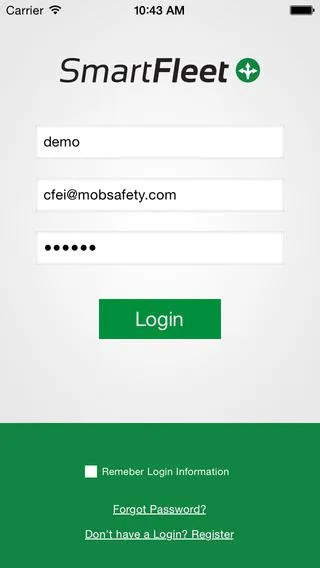 Carrier 10:43 AM
SmartFleet
demo
cfei@mobsafety.com
••••••
Login
Remeber Login Information
Forgot Password?
Don't have a Login? Register